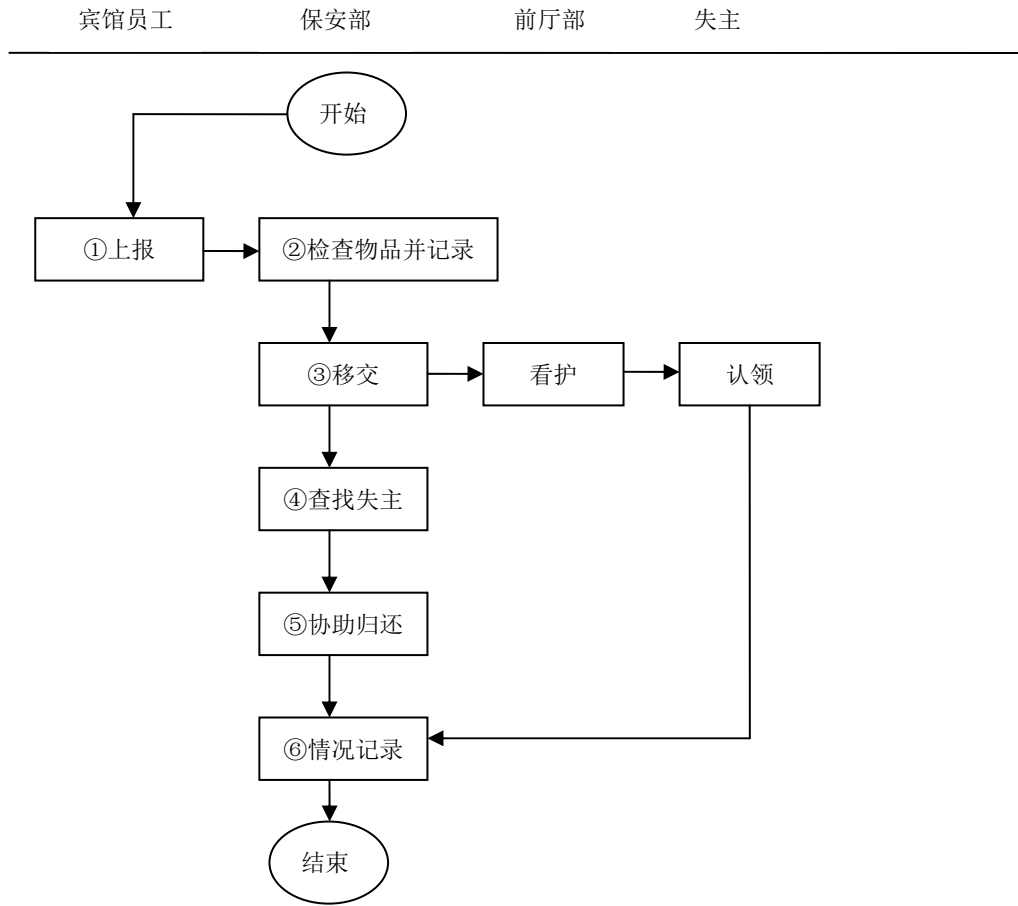 宾馆员工 保安部 前厅部 失主
开始
①上报 ②检查物品并记录
③移交 看护 认领
④查找失主
⑤协助归还
⑥情况记录
结束